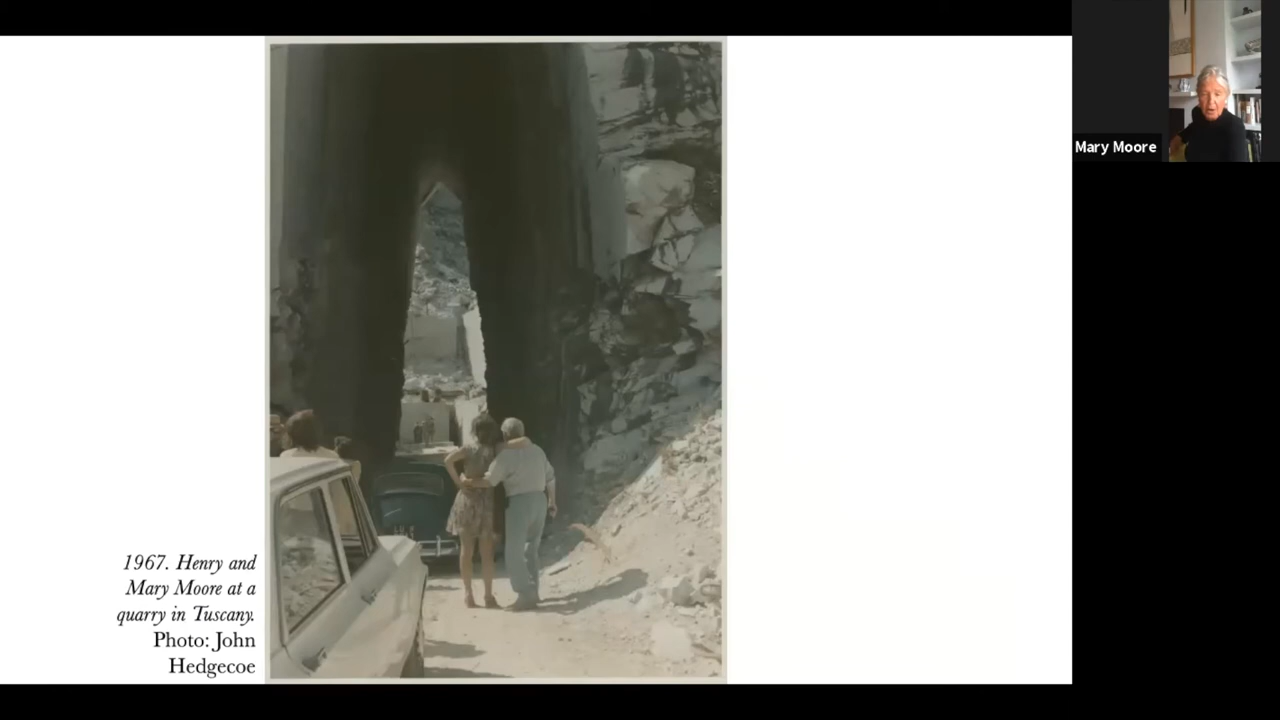 Mary Moore
1967. Henry and
Mary Moore at a
quarry in Tuscany.
Photo: John
Hedgecoe